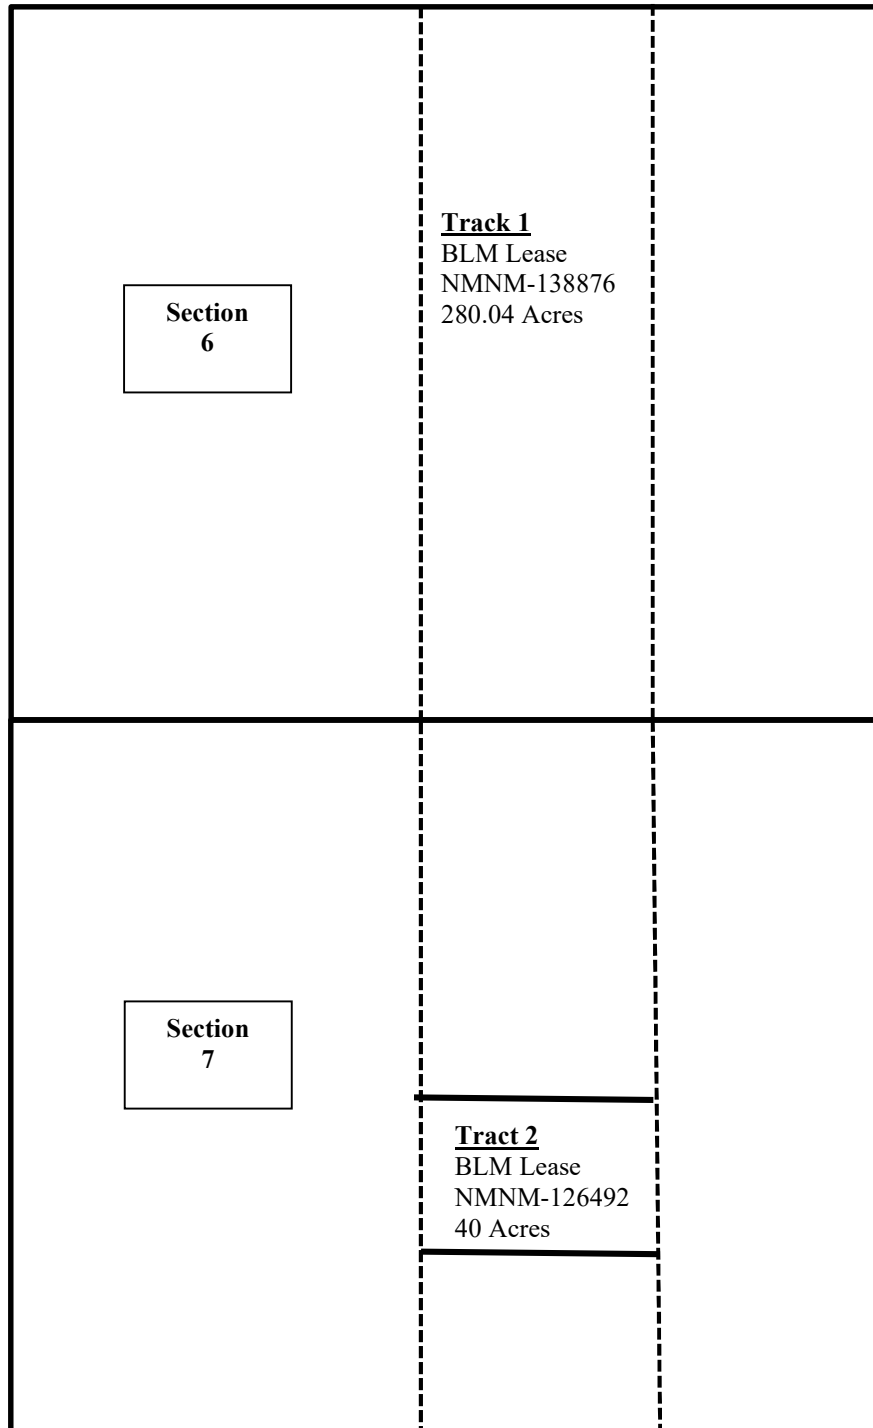 Track 1
BLM Lease
NMNM-138876
280.04 Acres
Section
6
Section
7
Tract 2
BLM Lease
NMNM-126492
40 Acres